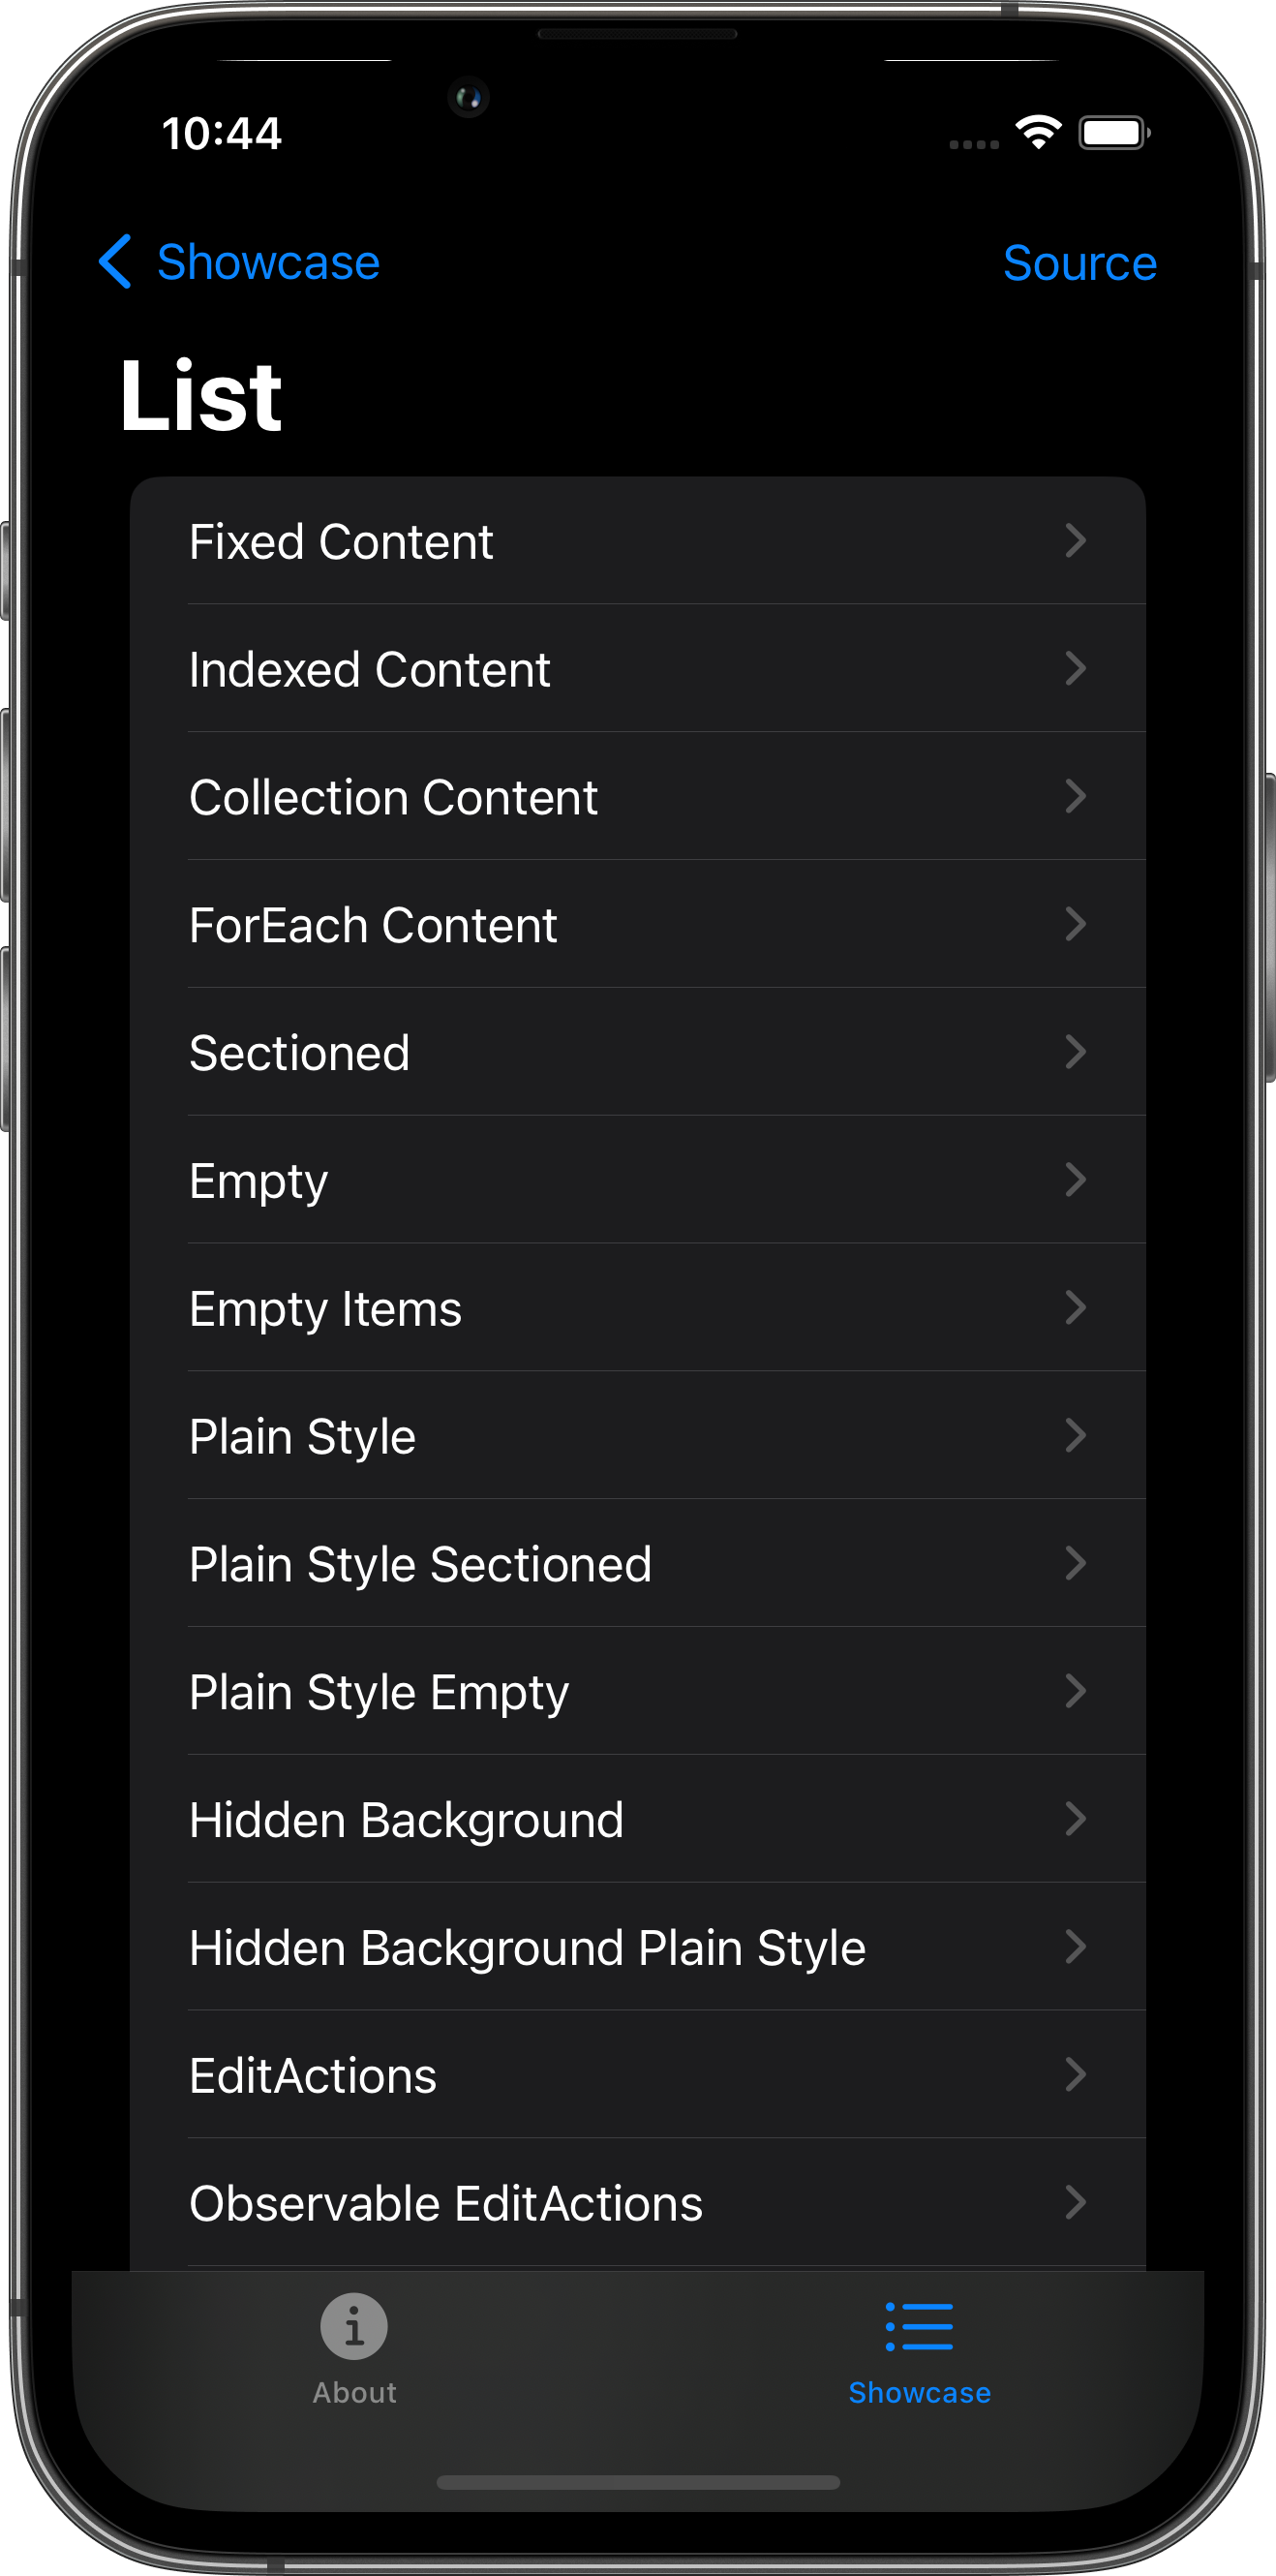 10:44
Showcase
Source
List
Fixed Content
Indexed Content
Collection Content
ForEach Content
Sectioned
Empty
Empty Items
Plain Style
Plain Style Sectioned
Plain Style Empty
Hidden Background
Hidden Background Plain Style
EditActions
Observable EditActions
About
Showcase